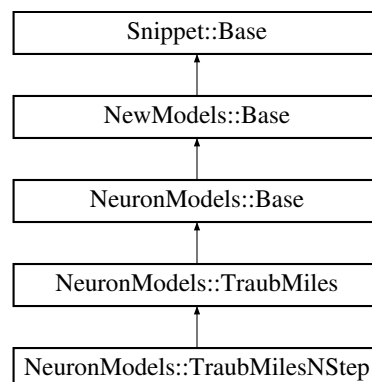 Snippet::Base
NewModels::Base
NeuronModels::Base
NeuronModels::TraubMiles
NeuronModels::TraubMilesNStep